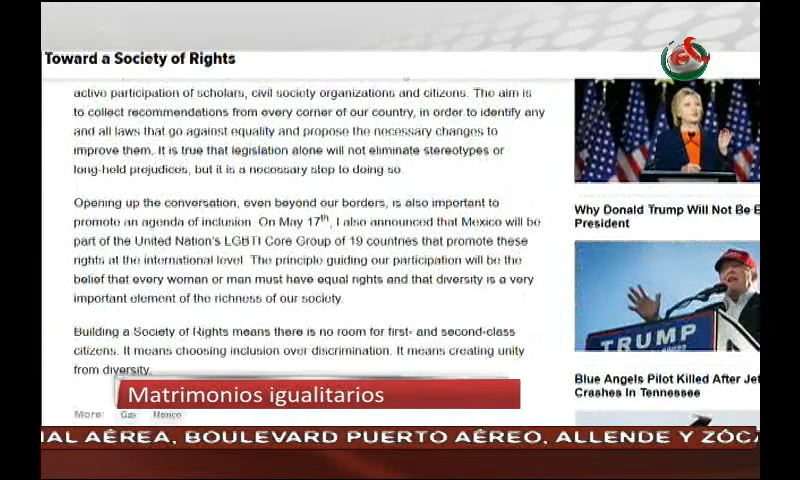 Toward a Society of Rights
active participation of scholars, civil society organizations and citizens. The aim is
to collect recommendations from every corner of our country, in order to identify any
and all laws that go against equality and propose the necessary changes to
improve them. It is true that legislation alone will not eliminate stereotypes or
long-held prejudices, but it is a necessary step to doing so.
Opening up the conversation, even beyond our borders, is also important to
promote an agenda of inclusion. On May 17th, I also announced that Mexico will be
part of the United Nation's LGBTI Core Group of 19 countries that promote these
rights at the international level. The principle guiding our participation will be the
belief that every woman or man must have equal rights and that diversity is a very
important element of the richness of our society.
Building a Society of Rights means there is no room for first- and second-class
citizens. It means choosing inclusion over discrimination. It means creating unity
from diversity.
More: Gay Mexico
Why Donald Trump Will Not Be E
President
TRUMP
Blue Angels Pilot Killed After Jet
Crashes In Tennessee
Matrimonios igualitarios
NAL AÉREA, BOULEVARD PUERTO AÉREO, ALLENDE Y ZÓCA